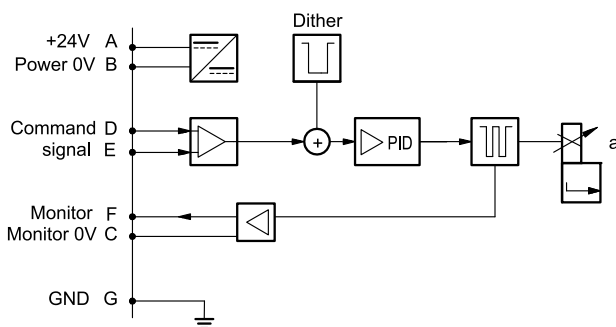 Dither
+24V A
Power 0V B
Command D
signal E
+
PID
a
Monitor F
Monitor 0V C
GND G